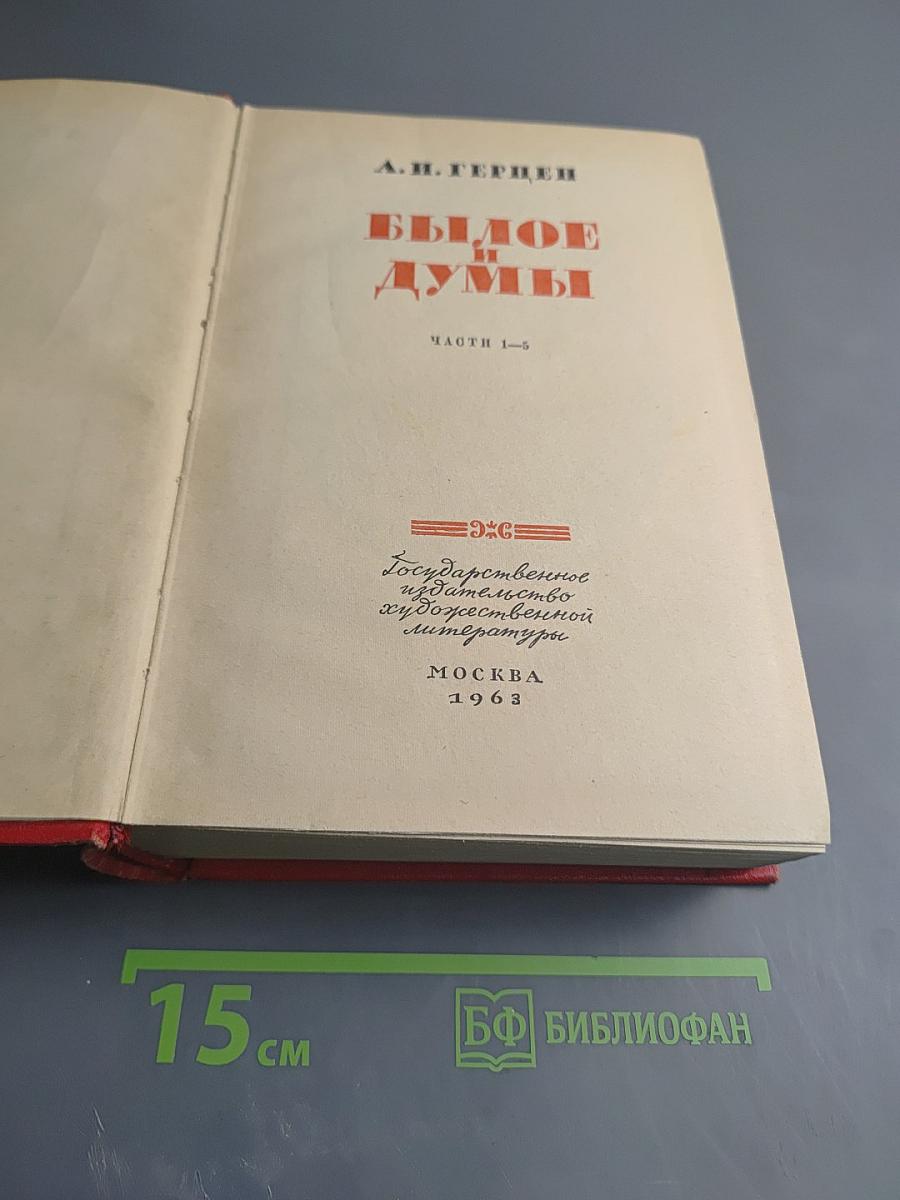 А. И. ГЕРЦЕН
БЫЛОЕ
И
ДУМЫ
ЧАСТИ 1—5
Государственное
издательство
художественной
литературы
МОСКВА
1963
15 см
БФ БИБЛИОФАН